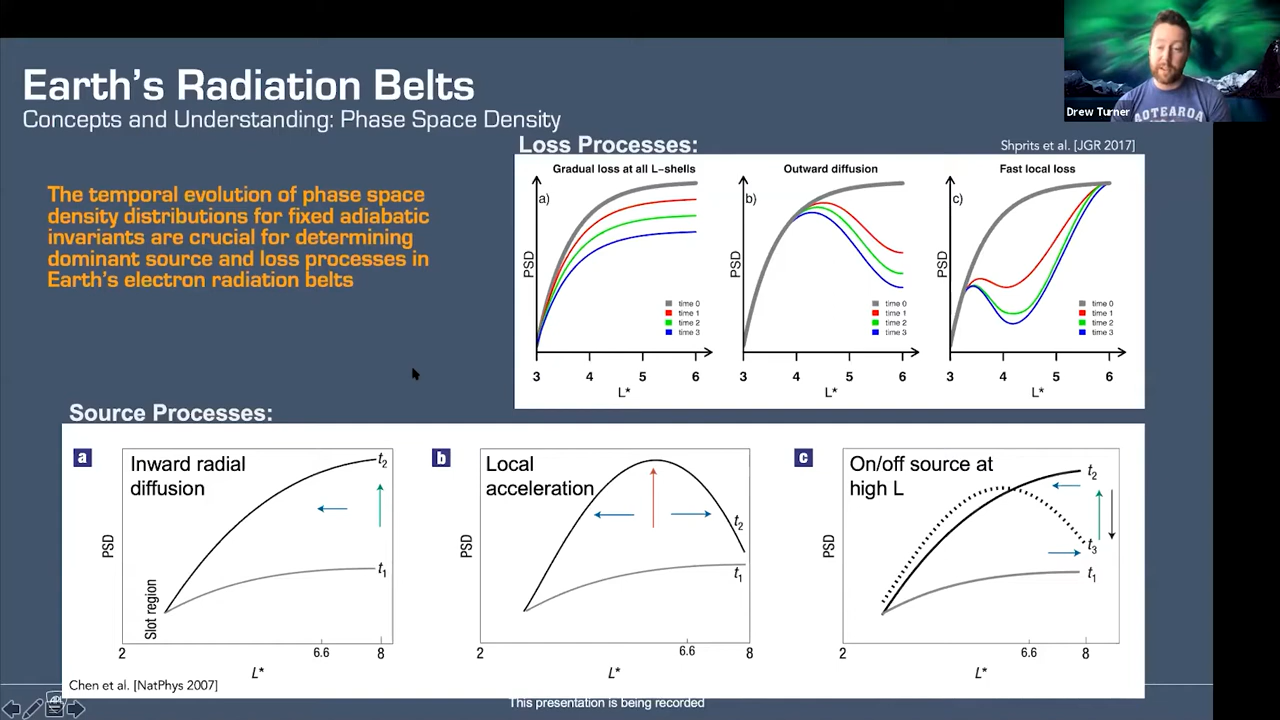 Earth's Radiation Belts
Concepts and Understanding: Phase Space Density
Drew Turner
AOTEAROA
The temporal evolution of phase space
density distributions for fixed adiabatic
invariants are crucial for determining
dominant source and loss processes in
Earth's electron radiation belts
Loss Processes:
Shprits et al. [JGR 2017]
Gradual loss at all L-shells
a)
PSD
time 0
time 1
time 2
time 3
3 4 5 6
L*
Outward diffusion
b)
PSD
time 0
time 1
time 2
time 3
3 4 5 6
L*
Fast local loss
c)
PSD
time 0
time 1
time 2
time 3
3 4 5 6
L*
Source Processes:
a
Inward radial
diffusion
t2
t1
PSD
Slot region
2 6.6 8
L*
b
Local
acceleration
t2
t1
PSD
2 6.6 8
L*
c
On/off source at
high L
t2
t3
t1
PSD
2 6.6 8
L*
Chen et al. [NatPhys 2007]
This presentation is being recorded